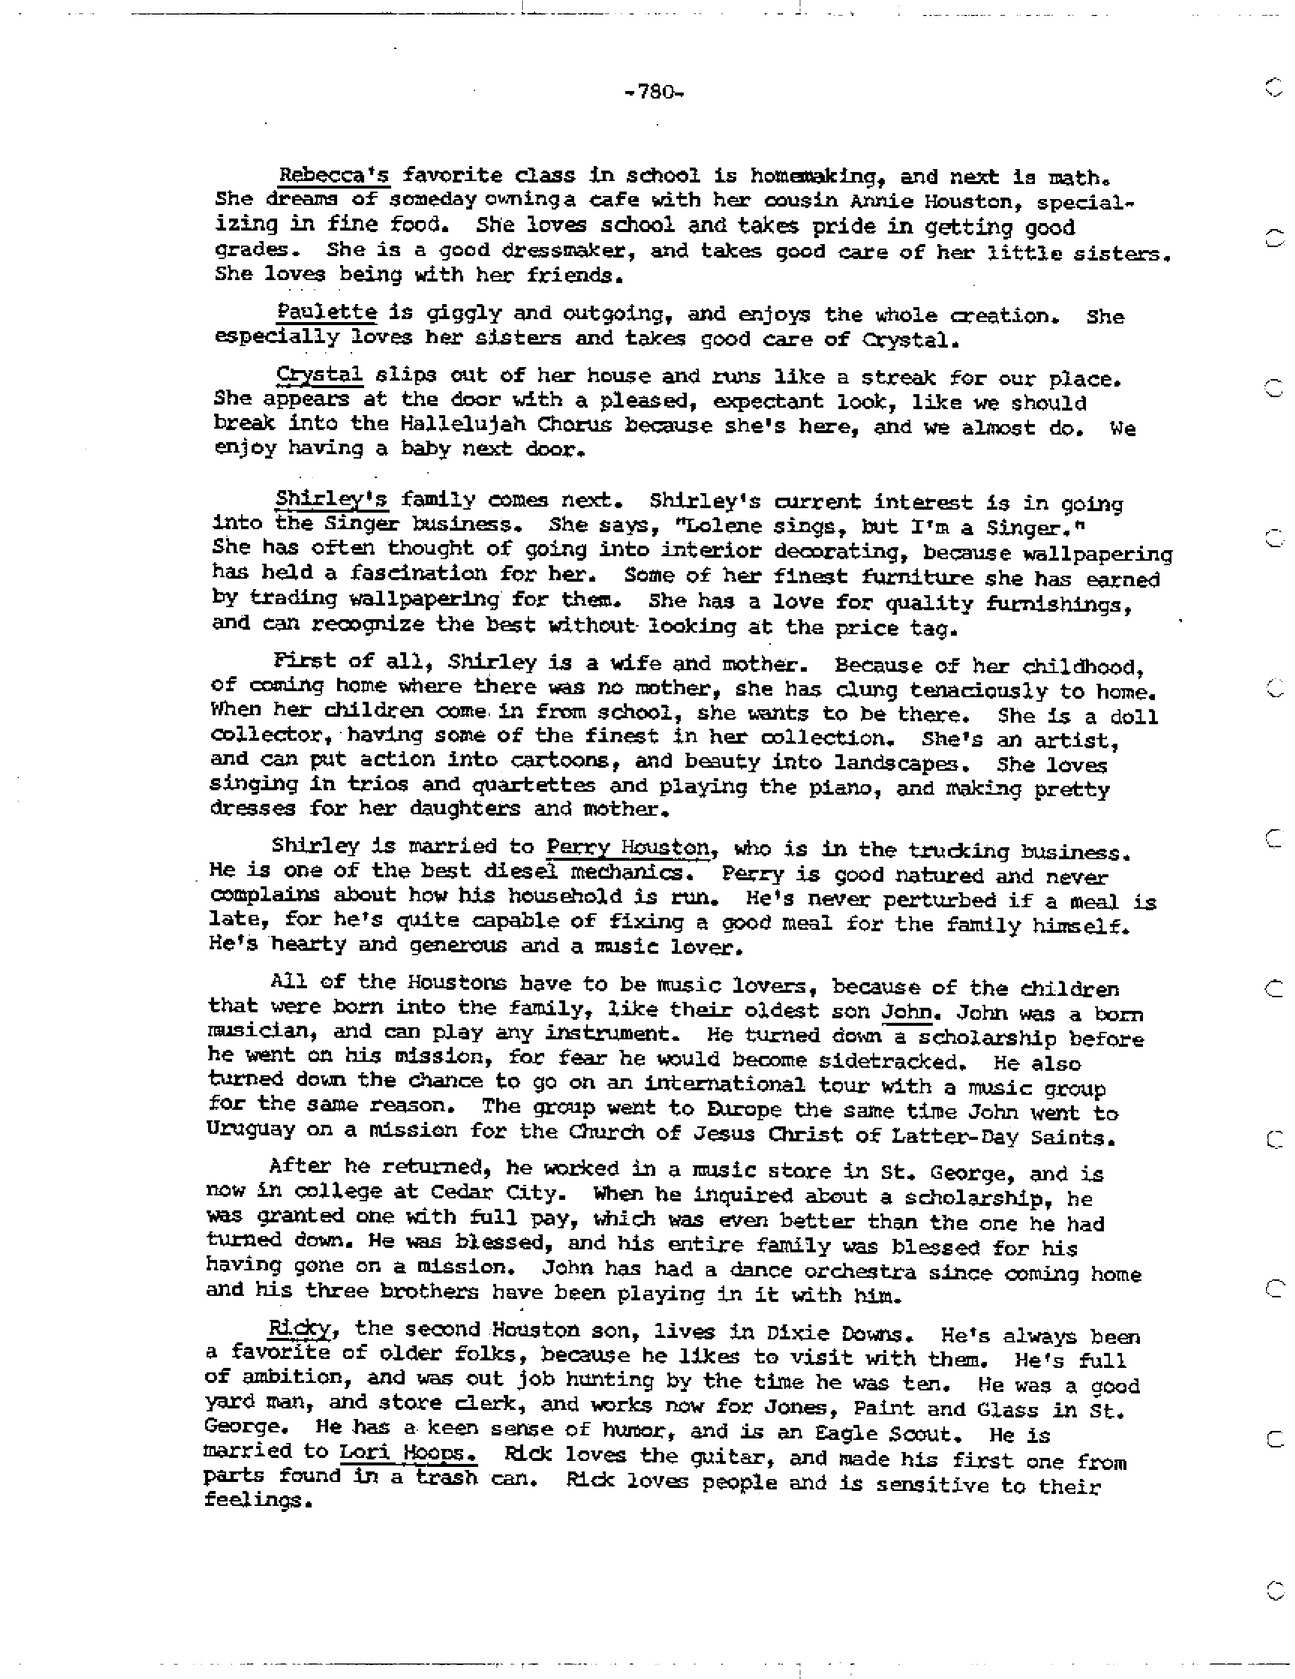 -780-
Rebecca's favorite class in school is homemaking, and next is math.
She dreams of someday owning a cafe with her cousin Annie Houston, special-
izing in fine food. She loves school and takes pride in getting good
grades. She is a good dressmaker, and takes good care of her little sisters.
She loves being with her friends.
Paulette is giggly and outgoing, and enjoys the whole creation. She
especially loves her sisters and takes good care of Crystal.
Crystal slips out of her house and runs like a streak for our place.
She appears at the door with a pleased, expectant look, like we should
break into the Hallelujah Chorus because she's here, and we almost do. We
enjoy having a baby next door.
Shirley's family comes next. Shirley's current interest is in going
into the Singer business. She says, "Lolene sings, but I'm a Singer."
She has often thought of going into interior decorating, because wallpapering
has held a fascination for her. Some of her finest furniture she has earned
by trading wallpapering for them. She has a love for quality furnishings,
and can recognize the best without looking at the price tag.
First of all, Shirley is a wife and mother. Because of her childhood,
of coming home where there was no mother, she has clung tenaciously to home.
When her children come in from school, she wants to be there. She is a doll
collector, having some of the finest in her collection. She's an artist,
and can put action into cartoons, and beauty into landscapes. She loves
singing in trios and quartettes and playing the piano, and making pretty
dresses for her daughters and mother.
Shirley is married to Perry Houston, who is in the trucking business.
He is one of the best diesel mechanics. Perry is good natured and never
complains about how his household is run. He's never perturbed if a meal is
late, for he's quite capable of fixing a good meal for the family himself.
He's hearty and generous and a music lover.
All of the Houstons have to be music lovers, because of the children
that were born into the family, like their oldest son John. John was a born
musician, and can play any instrument. He turned down a scholarship before
he went on his mission, for fear he would become sidetracked. He also
turned down the chance to go on an international tour with a music group
for the same reason. The group went to Europe the same time John went to
Uruguay on a mission for the Church of Jesus Christ of Latter-Day Saints.
After he returned, he worked in a music store in St. George, and is
now in college at Cedar City. When he inquired about a scholarship, he
was granted one with full pay, which was even better than the one he had
turned down. He was blessed, and his entire family was blessed for his
having gone on a mission. John has had a dance orchestra since coming home
and his three brothers have been playing in it with him.
Ricky, the second Houston son, lives in Dixie Downs. He's always been
a favorite of older folks, because he likes to visit with them. He's full
of ambition, and was out job hunting by the time he was ten. He was a good
yard man, and store clerk, and works now for Jones, Paint and Glass in St.
George. He has a keen sense of humor, and is an Eagle Scout. He is
married to Lori Hoops. Rick loves the guitar, and made his first one from
parts found in a trash can. Rick loves people and is sensitive to their
feelings.